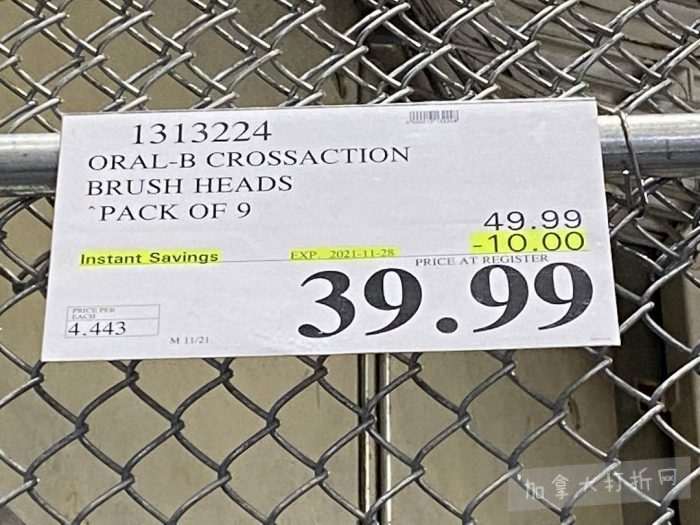 1313224
ORAL-B CROSSACTION
BRUSH HEADS
^PACK OF 9
49.99
Instant Savings EXP. 2021-11-28 -10.00
PRICE AT REGISTER
39.99
PRICE PER
EACH
4.443
M 11/21
加拿大打折网